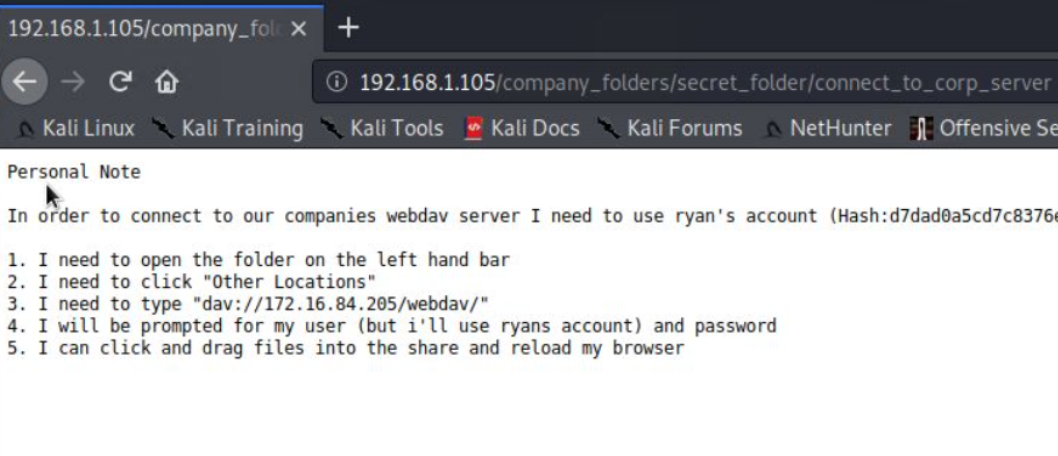 192.168.1.105/company_fol
192.168.1.105/company_folders/secret_folder/connect_to_corp_server
Kali Linux Kali Training Kali Tools Kali Docs Kali Forums NetHunter Offensive Se
Personal Note
In order to connect to our companies webdav server I need to use ryan's account (Hash:d7dad0a5cd7c8376e
1. I need to open the folder on the left hand bar
2. I need to click "Other Locations"
3. I need to type "dav://172.16.84.205/webdav/"
4. I will be prompted for my user (but i'll use ryans account) and password
5. I can click and drag files into the share and reload my browser